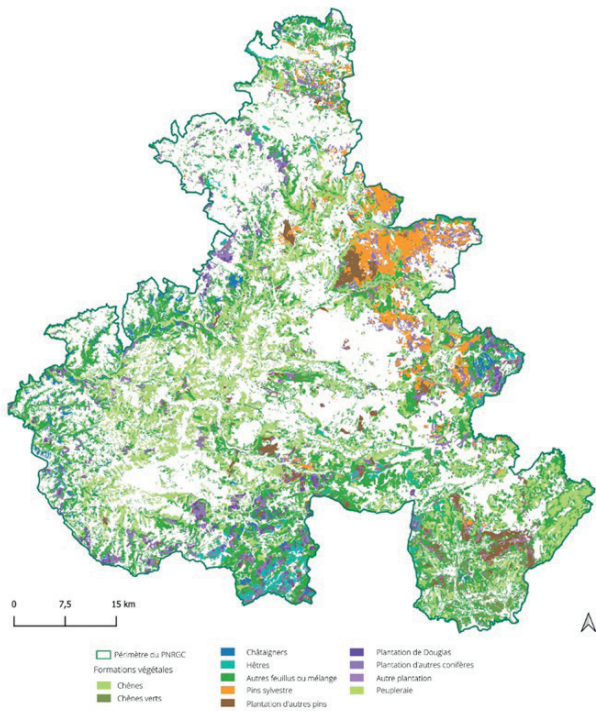 0 7,5 15 km
Périmètre du PNRGC
Formations végétales
Chênes
Chênes verts
Châtaigners
Hêtres
Autres feuillus ou mélange
Pins sylvestre
Plantation d'autres pins
Plantation de Douglas
Plantation d'autres conifères
Autre plantation
Peupleraie